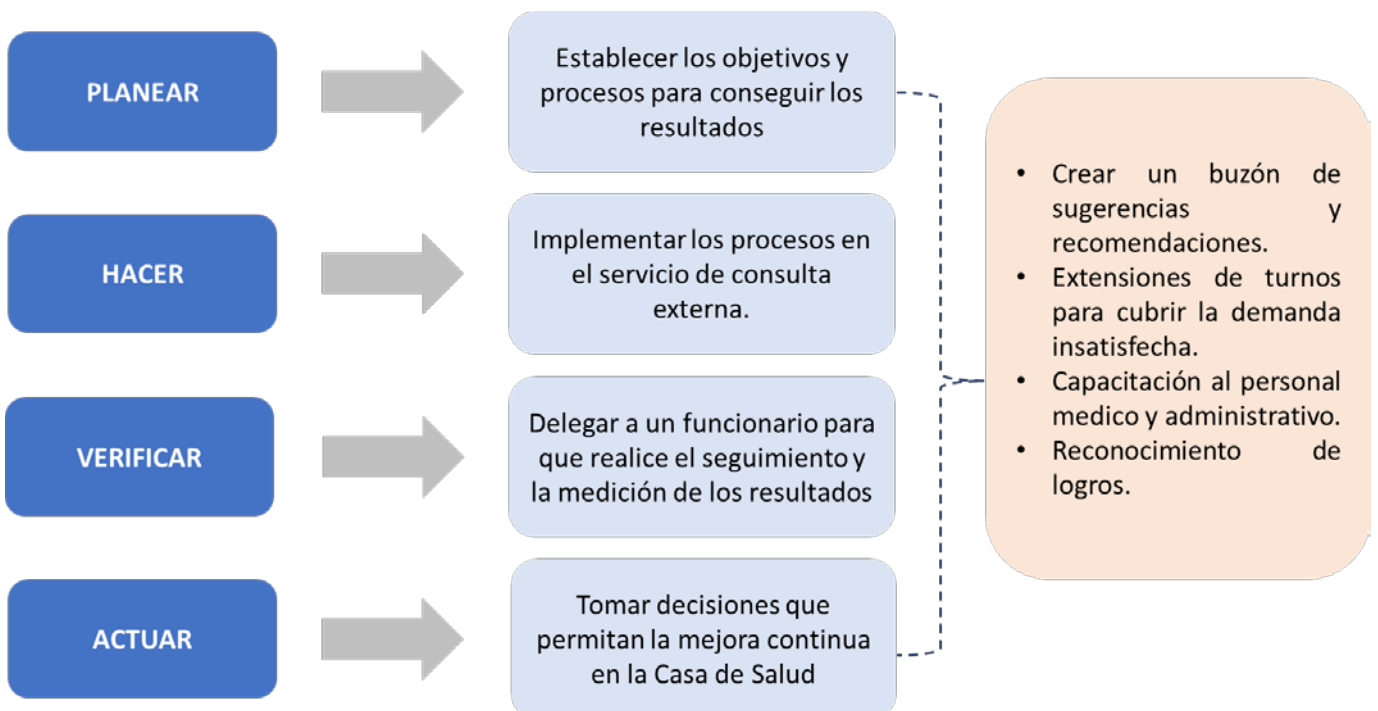 PLANEAR
Establecer los objetivos y
procesos para conseguir los
resultados
HACER
Implementar los procesos en
el servicio de consulta
externa.
VERIFICAR
Delegar a un funcionario para
que realice el seguimiento y
la medición de los resultados
ACTUAR
Tomar decisiones que
permitan la mejora continua
en la Casa de Salud
• Crear un buzón de
sugerencias y
recomendaciones.
• Extensiones de turnos
para cubrir la demanda
insatisfecha.
• Capacitación al personal
medico y administrativo.
• Reconocimiento de
logros.